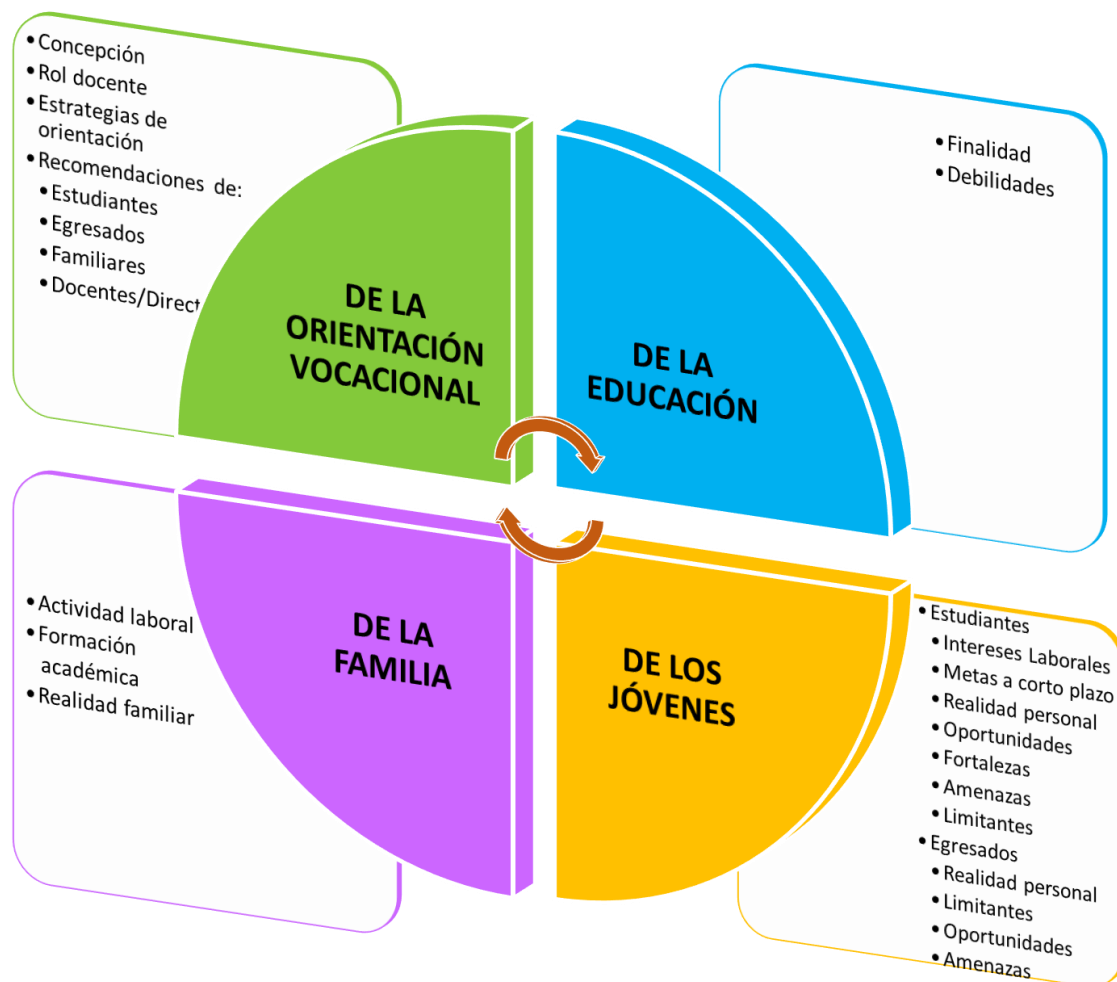 • Concepción
• Rol docente
• Estrategias de
orientación
• Recomendaciones de:
• Estudiantes
• Egresados
• Familiares
• Docentes/Direct
DE LA
ORIENTACIÓN
VOCACIONAL
• Finalidad
• Debilidades
DE LA
EDUCACIÓN
• Actividad laboral
• Formación
académica
• Realidad familiar
DE LA
FAMILIA
DE LOS
JÓVENES
• Estudiantes
• Intereses Laborales
• Metas a corto plazo
• Realidad personal
• Oportunidades
• Fortalezas
• Amenazas
• Limitantes
• Egresados
• Realidad personal
• Limitantes
• Oportunidades
• Amenazas